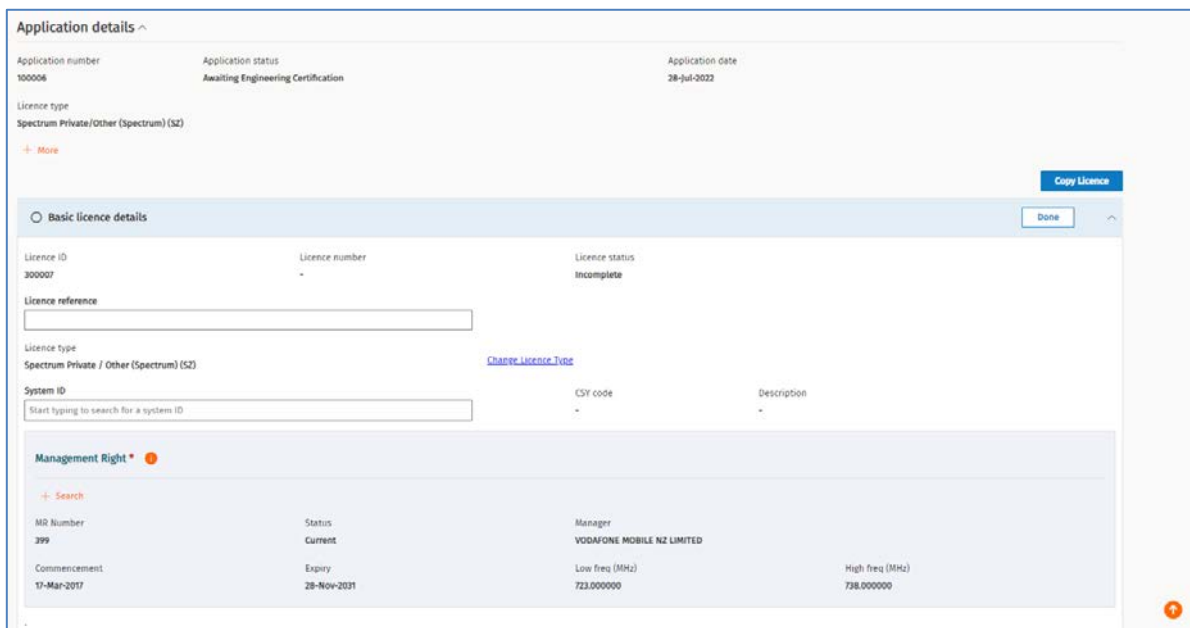 Application details
Application number Application status Application date
100006 Awaiting Engineering Certification 28-Jul-2022
Licence type
Spectrum Private/Other (Spectrum) (SZ)
+ More
Copy Licence
Basic licence details Done
Licence ID Licence number Licence status
300007 - Incomplete
Licence reference
Licence type
Spectrum Private / Other (Spectrum) (SZ) Change Licence Type
System ID CSY code Description
Start typing to search for a system ID - -
Management Right *
+ Search
MR Number Status Manager
399 Current VODAFONE MOBILE NZ LIMITED
Commencement Expiry Low freq (MHz) High freq (MHz)
17-Mar-2017 28-Nov-2031 723.000000 738.000000